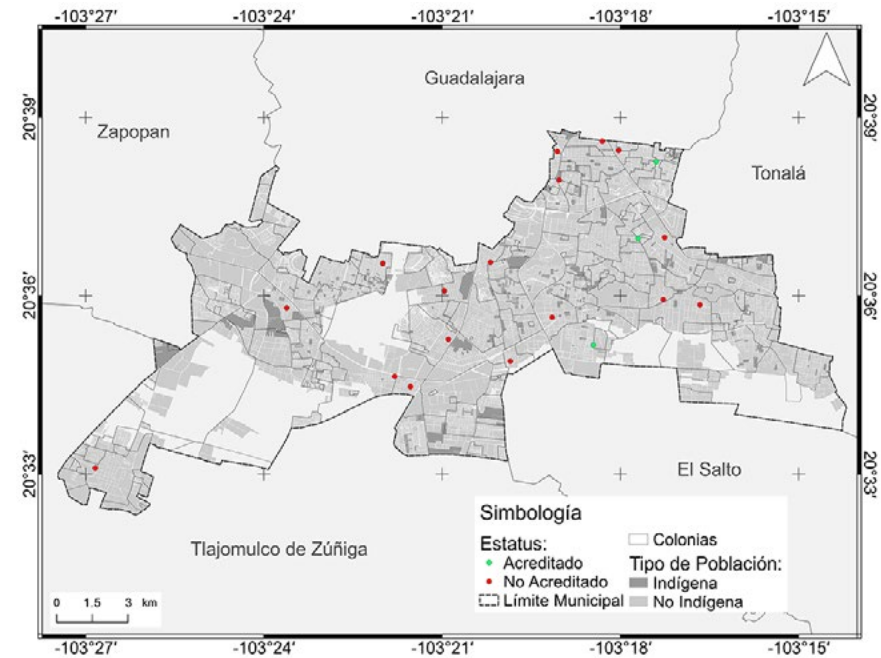 -103°27' -103°24' -103°21' -103°18' -103°15'
20°39' 20°39'
Guadalajara
Zapopan
Tonalá
20°36' 20°36'
20°33' 20°33'
El Salto
Tlajomulco de Zúñiga
Simbología
Estatus:
Acreditado
No Acreditado
Límite Municipal
Colonias
Tipo de Población:
Indígena
No Indígena
0 1.5 3 km
-103°27' -103°24' -103°21' -103°18' -103°15'